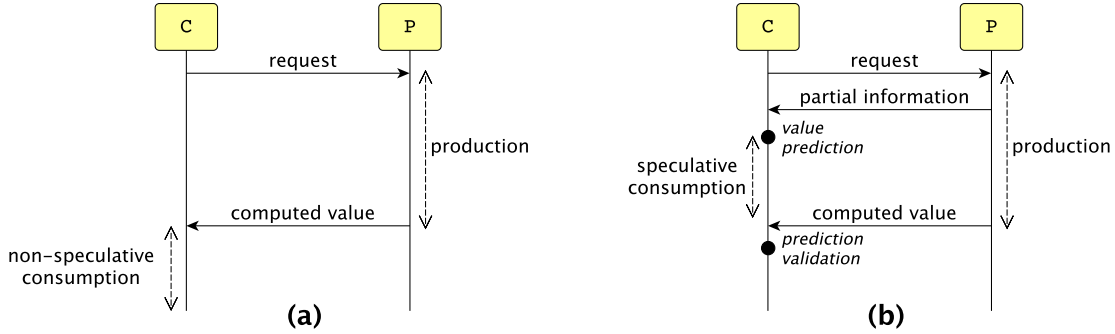 C
P
request
production
computed value
non-speculative
consumption
(a)
C
P
request
partial information
value
prediction
speculative
consumption
production
computed value
prediction
validation
(b)